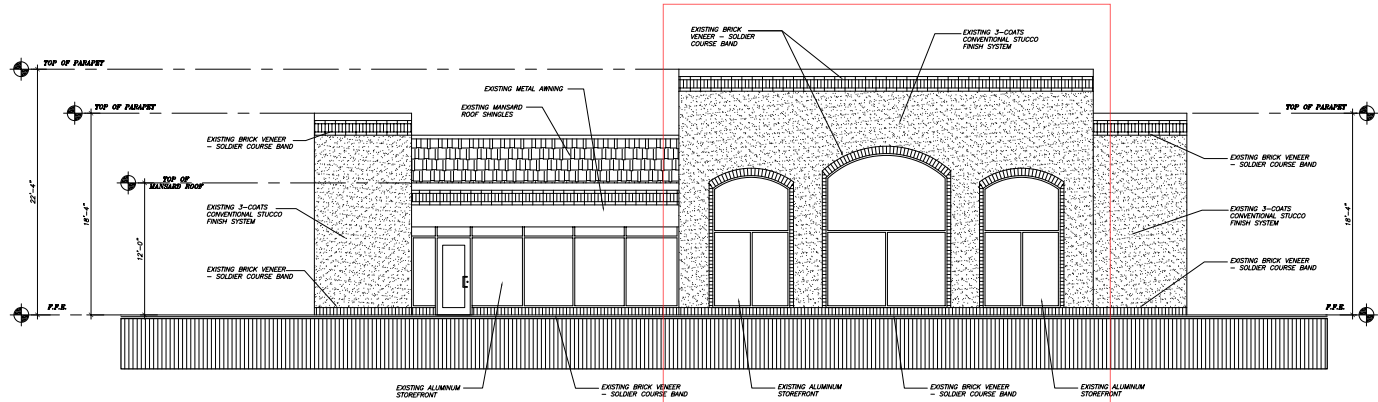 EXISTING BRICK
VENEER - SOLDIER
COURSE BAND
EXISTING 3-COATS
CONVENTIONAL STUCCO
FINISH SYSTEM
TOP OF PARAPET
EXISTING METAL AWNING
EXISTING MANSARD
ROOF SHINGLES
TOP OF PARAPET
TOP OF PARAPET
EXISTING BRICK VENEER
- SOLDIER COURSE BAND
EXISTING BRICK VENEER
- SOLDIER COURSE BAND
TOP OF
MANSARD ROOF
22'-4"
18'-4"
12'-0"
18'-4"
EXISTING 3-COATS
CONVENTIONAL STUCCO
FINISH SYSTEM
EXISTING 3-COATS
CONVENTIONAL STUCCO
FINISH SYSTEM
EXISTING BRICK VENEER
- SOLDIER COURSE BAND
EXISTING BRICK VENEER
- SOLDIER COURSE BAND
F.F.E.
F.F.E.
EXISTING ALUMINUM
STOREFRONT
EXISTING BRICK VENEER
- SOLDIER COURSE BAND
EXISTING ALUMINUM
STOREFRONT
EXISTING BRICK VENEER
- SOLDIER COURSE BAND
EXISTING ALUMINUM
STOREFRONT